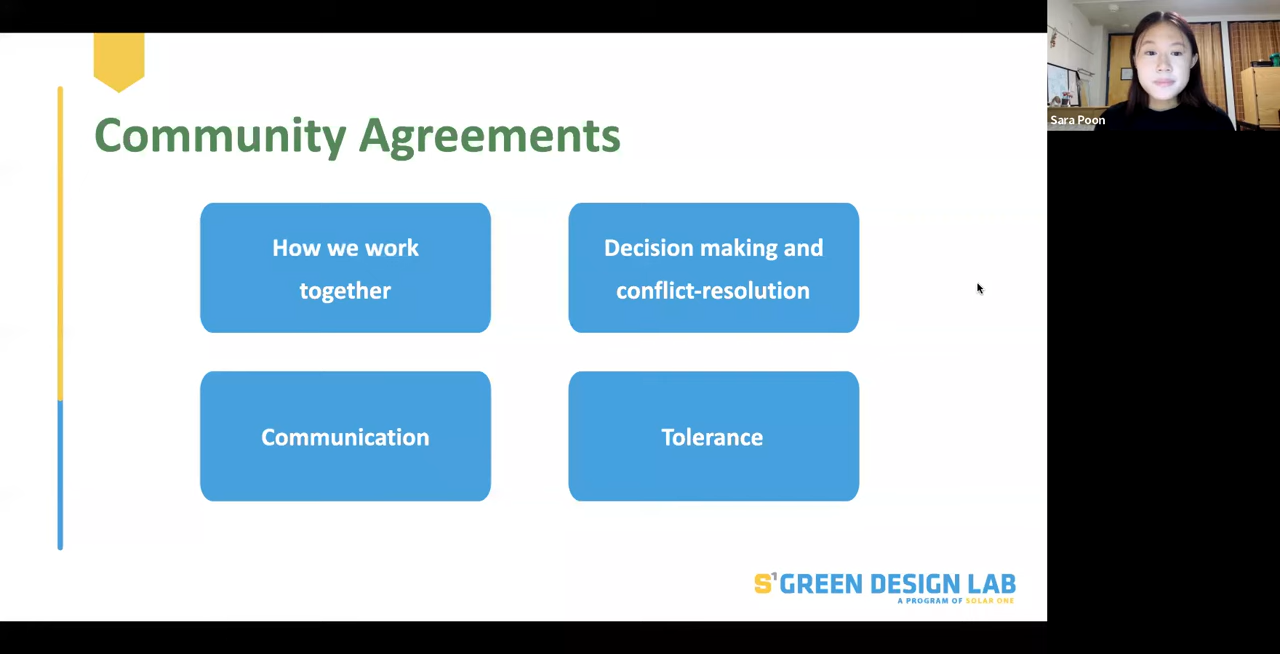 Community Agreements
How we work
together
Decision making and
conflict-resolution
Communication
Tolerance
S1 GREEN DESIGN LAB
A PROGRAM OF SOLAR ONE
Sara Poon